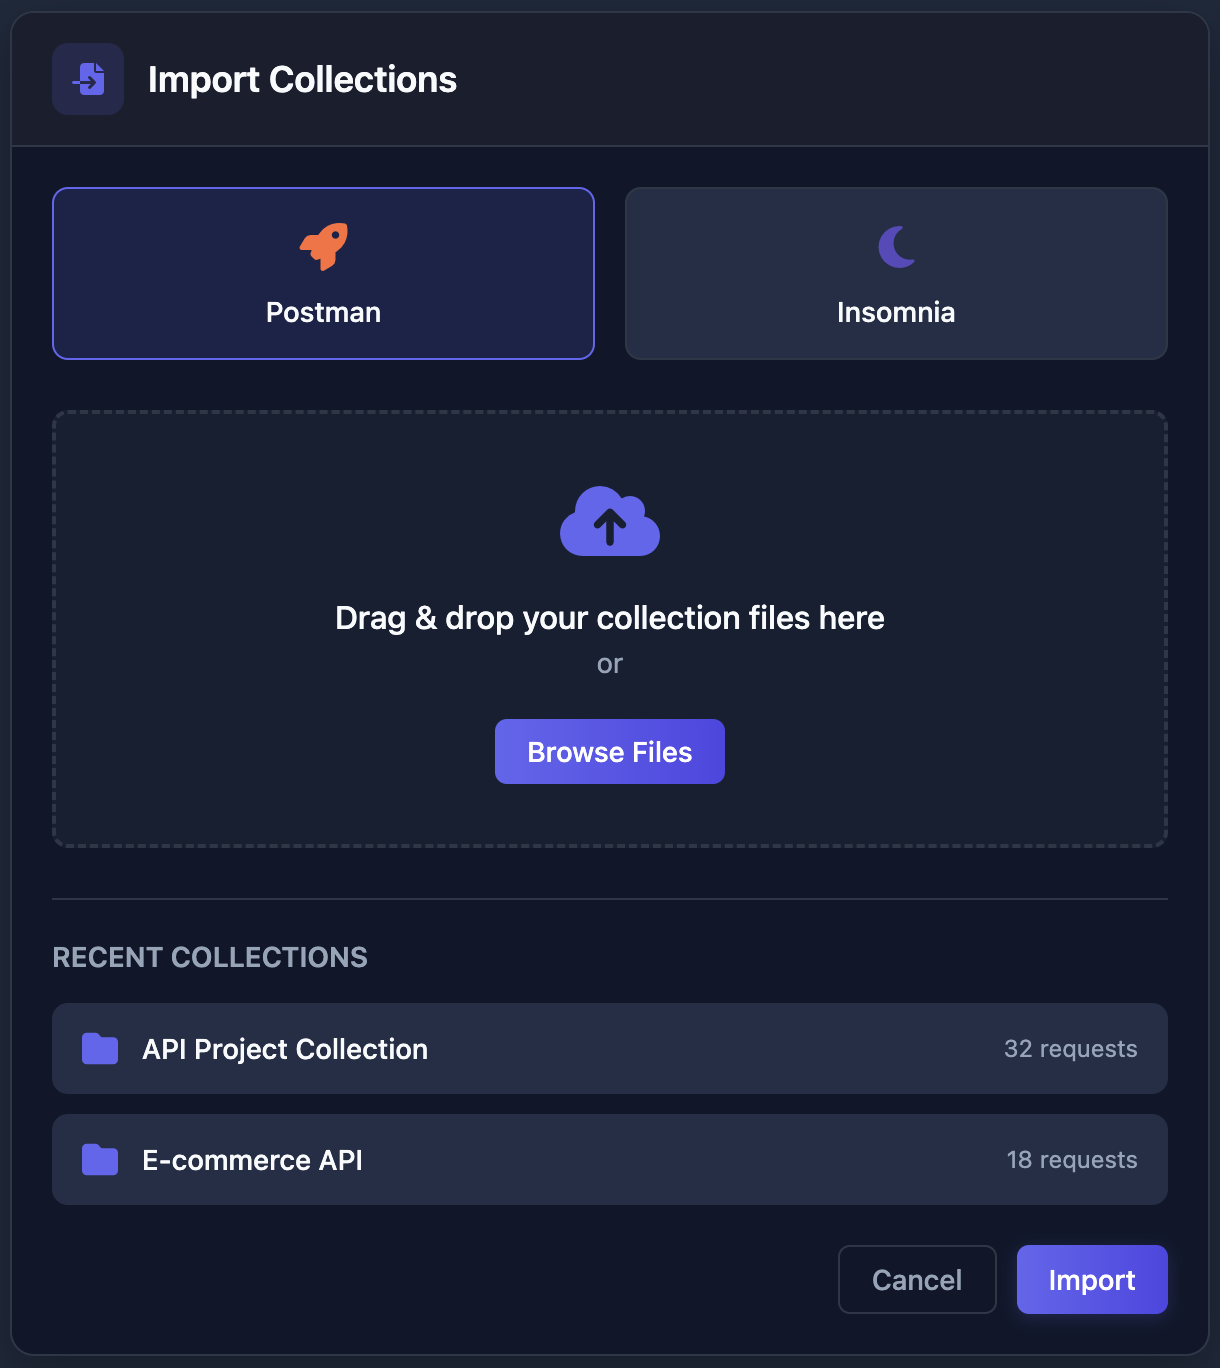 Import Collections
Postman
Insomnia
Drag & drop your collection files here
or
Browse Files
RECENT COLLECTIONS
API Project Collection
32 requests
E-commerce API
18 requests
Cancel
Import